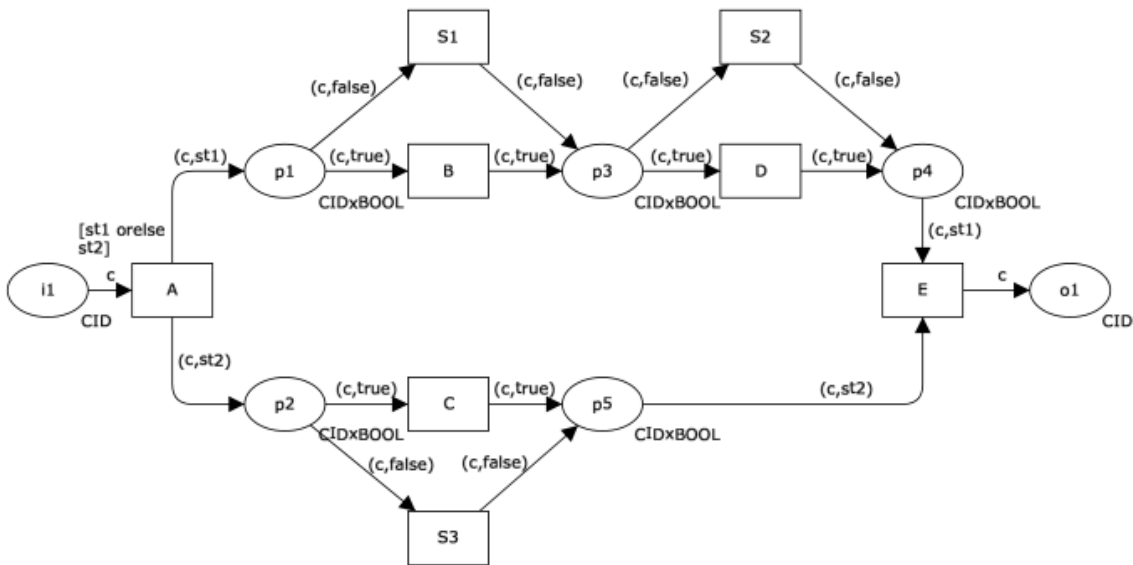 S1
S2
(c,false)
(c,false)
(c,false)
(c,false)
(c,st1)
p1
(c,true)
B
(c,true)
p3
(c,true)
D
(c,true)
p4
CIDxBOOL
CIDxBOOL
CIDxBOOL
[st1 orelse
st2]
(c,st1)
i1
c
A
E
c
o1
CID
CID
(c,st2)
p2
(c,true)
C
(c,true)
p5
(c,st2)
CIDxBOOL
CIDxBOOL
(c,false)
(c,false)
S3